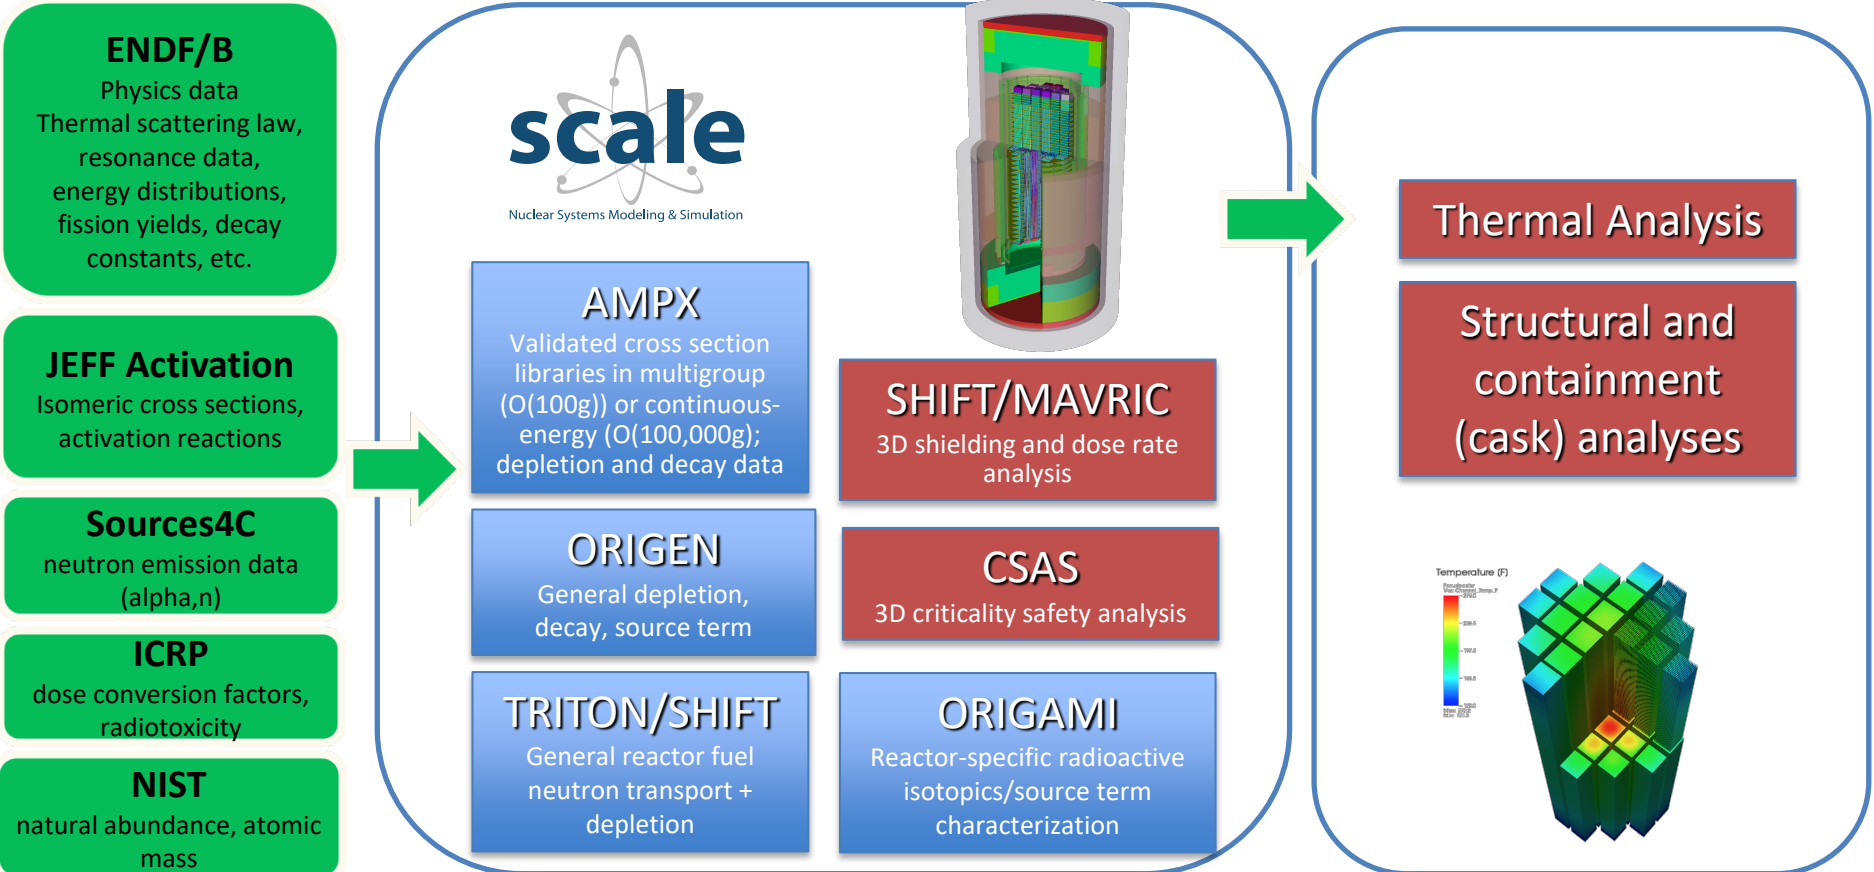 ENDF/B
Physics data
Thermal scattering law,
resonance data,
energy distributions,
fission yields, decay
constants, etc.
JEFF Activation
Isomeric cross sections,
activation reactions
Sources4C
neutron emission data
(alpha,n)
ICRP
dose conversion factors,
radiotoxicity
NIST
natural abundance, atomic
mass
scale
Nuclear Systems Modeling & Simulation
AMPX
Validated cross section
libraries in multigroup
(O(100g)) or continuous-
energy (O(100,000g);
depletion and decay data
ORIGEN
General depletion,
decay, source term
TRITON/SHIFT
General reactor fuel
neutron transport +
depletion
SHIFT/MAVRIC
3D shielding and dose rate
analysis
CSAS
3D criticality safety analysis
ORIGAMI
Reactor-specific radioactive
isotopics/source term
characterization
Thermal Analysis
Structural and
containment
(cask) analyses
Temperature (F)